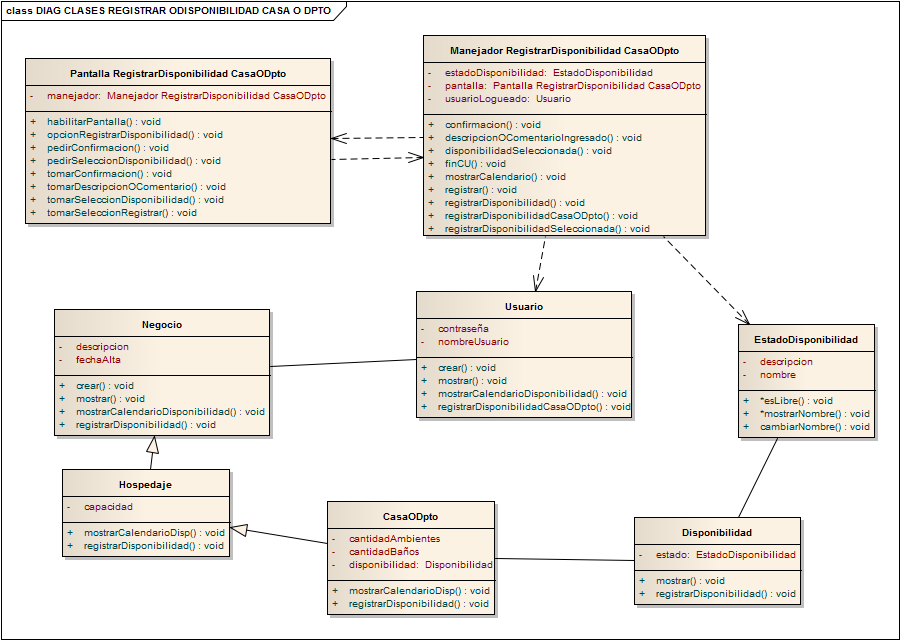 class DIAG CLASES REGISTRAR ODISPONIBILIDAD CASA O DPTO
Pantalla RegistrarDisponibilidad CasaODpto
- manejador: Manejador RegistrarDisponibilidad CasaODpto
+ habilitarPantalla() : void
+ opcionRegistrarDisponibilidad() : void
+ pedirConfirmacion() : void
+ pedirSeleccionDisponibilidad() : void
+ tomarConfirmacion() : void
+ tomarDescripcionOComentario() : void
+ tomarSeleccionDisponibilidad() : void
+ tomarSeleccionRegistrar() : void
Manejador RegistrarDisponibilidad CasaODpto
- estadoDisponibilidad: EstadoDisponibilidad
- pantalla: Pantalla RegistrarDisponibilidad CasaODpto
- usuarioLogueado: Usuario
+ confirmacion() : void
+ descripcionOComentarioIngresado() : void
+ disponibilidadSeleccionada() : void
+ finCU() : void
+ mostrarCalendario() : void
+ registrar() : void
+ registrarDisponibilidad() : void
+ registrarDisponibilidadCasaODpto() : void
+ registrarDisponibilidadSeleccionada() : void
Negocio
- descripcion
- fechaAlta
+ crear() : void
+ mostrar() : void
+ mostrarCalendarioDisponibilidad() : void
+ registrarDisponibilidad() : void
Usuario
- contraseña
- nombreUsuario
+ crear() : void
+ mostrar() : void
+ mostrarCalendarioDisponibilidad() : void
+ registrarDisponibilidadCasaODpto() : void
EstadoDisponibilidad
- descripcion
- nombre
+ *esLibre() : void
+ *mostrarNombre() : void
+ cambiarNombre() : void
Hospedaje
- capacidad
+ mostrarCalendarioDisp() : void
+ registrarDisponibilidad() : void
CasaODpto
- cantidadAmbientes
- cantidadBaños
- disponibilidad: Disponibilidad
+ mostrarCalendarioDisp() : void
+ registrarDisponibilidad() : void
Disponibilidad
- estado: EstadoDisponibilidad
+ mostrar() : void
+ registrarDisponibilidad() : void